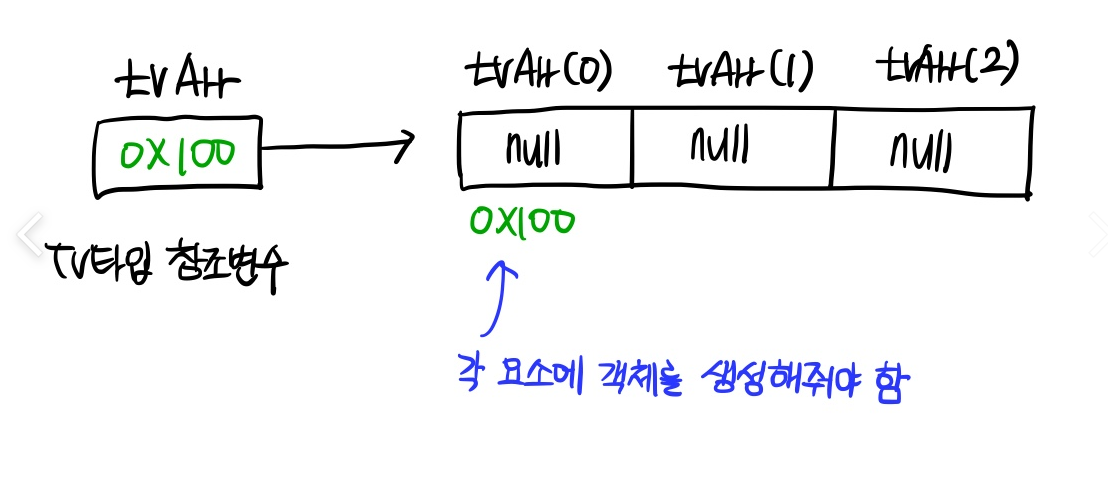 tvArr
tvArr(0) tvArr(1) tvArr(2)
0X100
null null null
0X100
TV타입 참조변수
각 요소에 객체를 생성해줘야 함